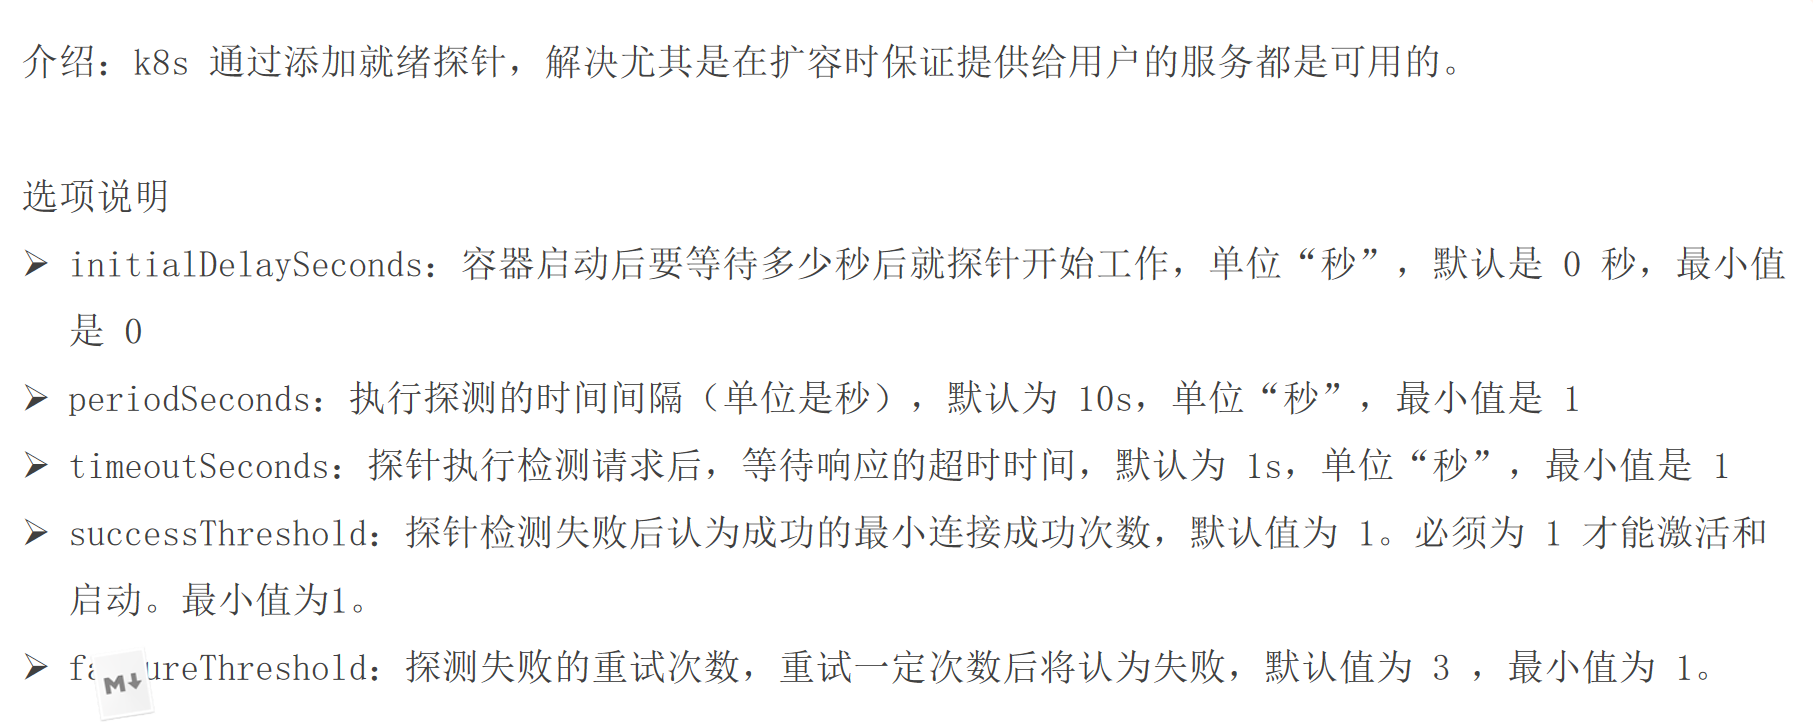 介绍：k8s 通过添加就绪探针，解决尤其是在扩容时保证提供给用户的服务都是可用的。
选项说明
➢ initialDelaySeconds：容器启动后要等待多少秒后就探针开始工作，单位“秒”，默认是 0 秒，最小值
是 0
➢ periodSeconds：执行探测的时间间隔（单位是秒），默认为 10s，单位“秒”，最小值是 1
➢ timeoutSeconds：探针执行检测请求后，等待响应的超时时间，默认为 1s，单位“秒”，最小值是 1
➢ successThreshold：探针检测失败后认为成功的最小连接成功次数，默认值为 1。必须为 1 才能激活和
启动。最小值为1。
➢ 探测失败的重试次数，重试一定次数后将认为失败，默认值为 3 ，最小值为 1。
M↓